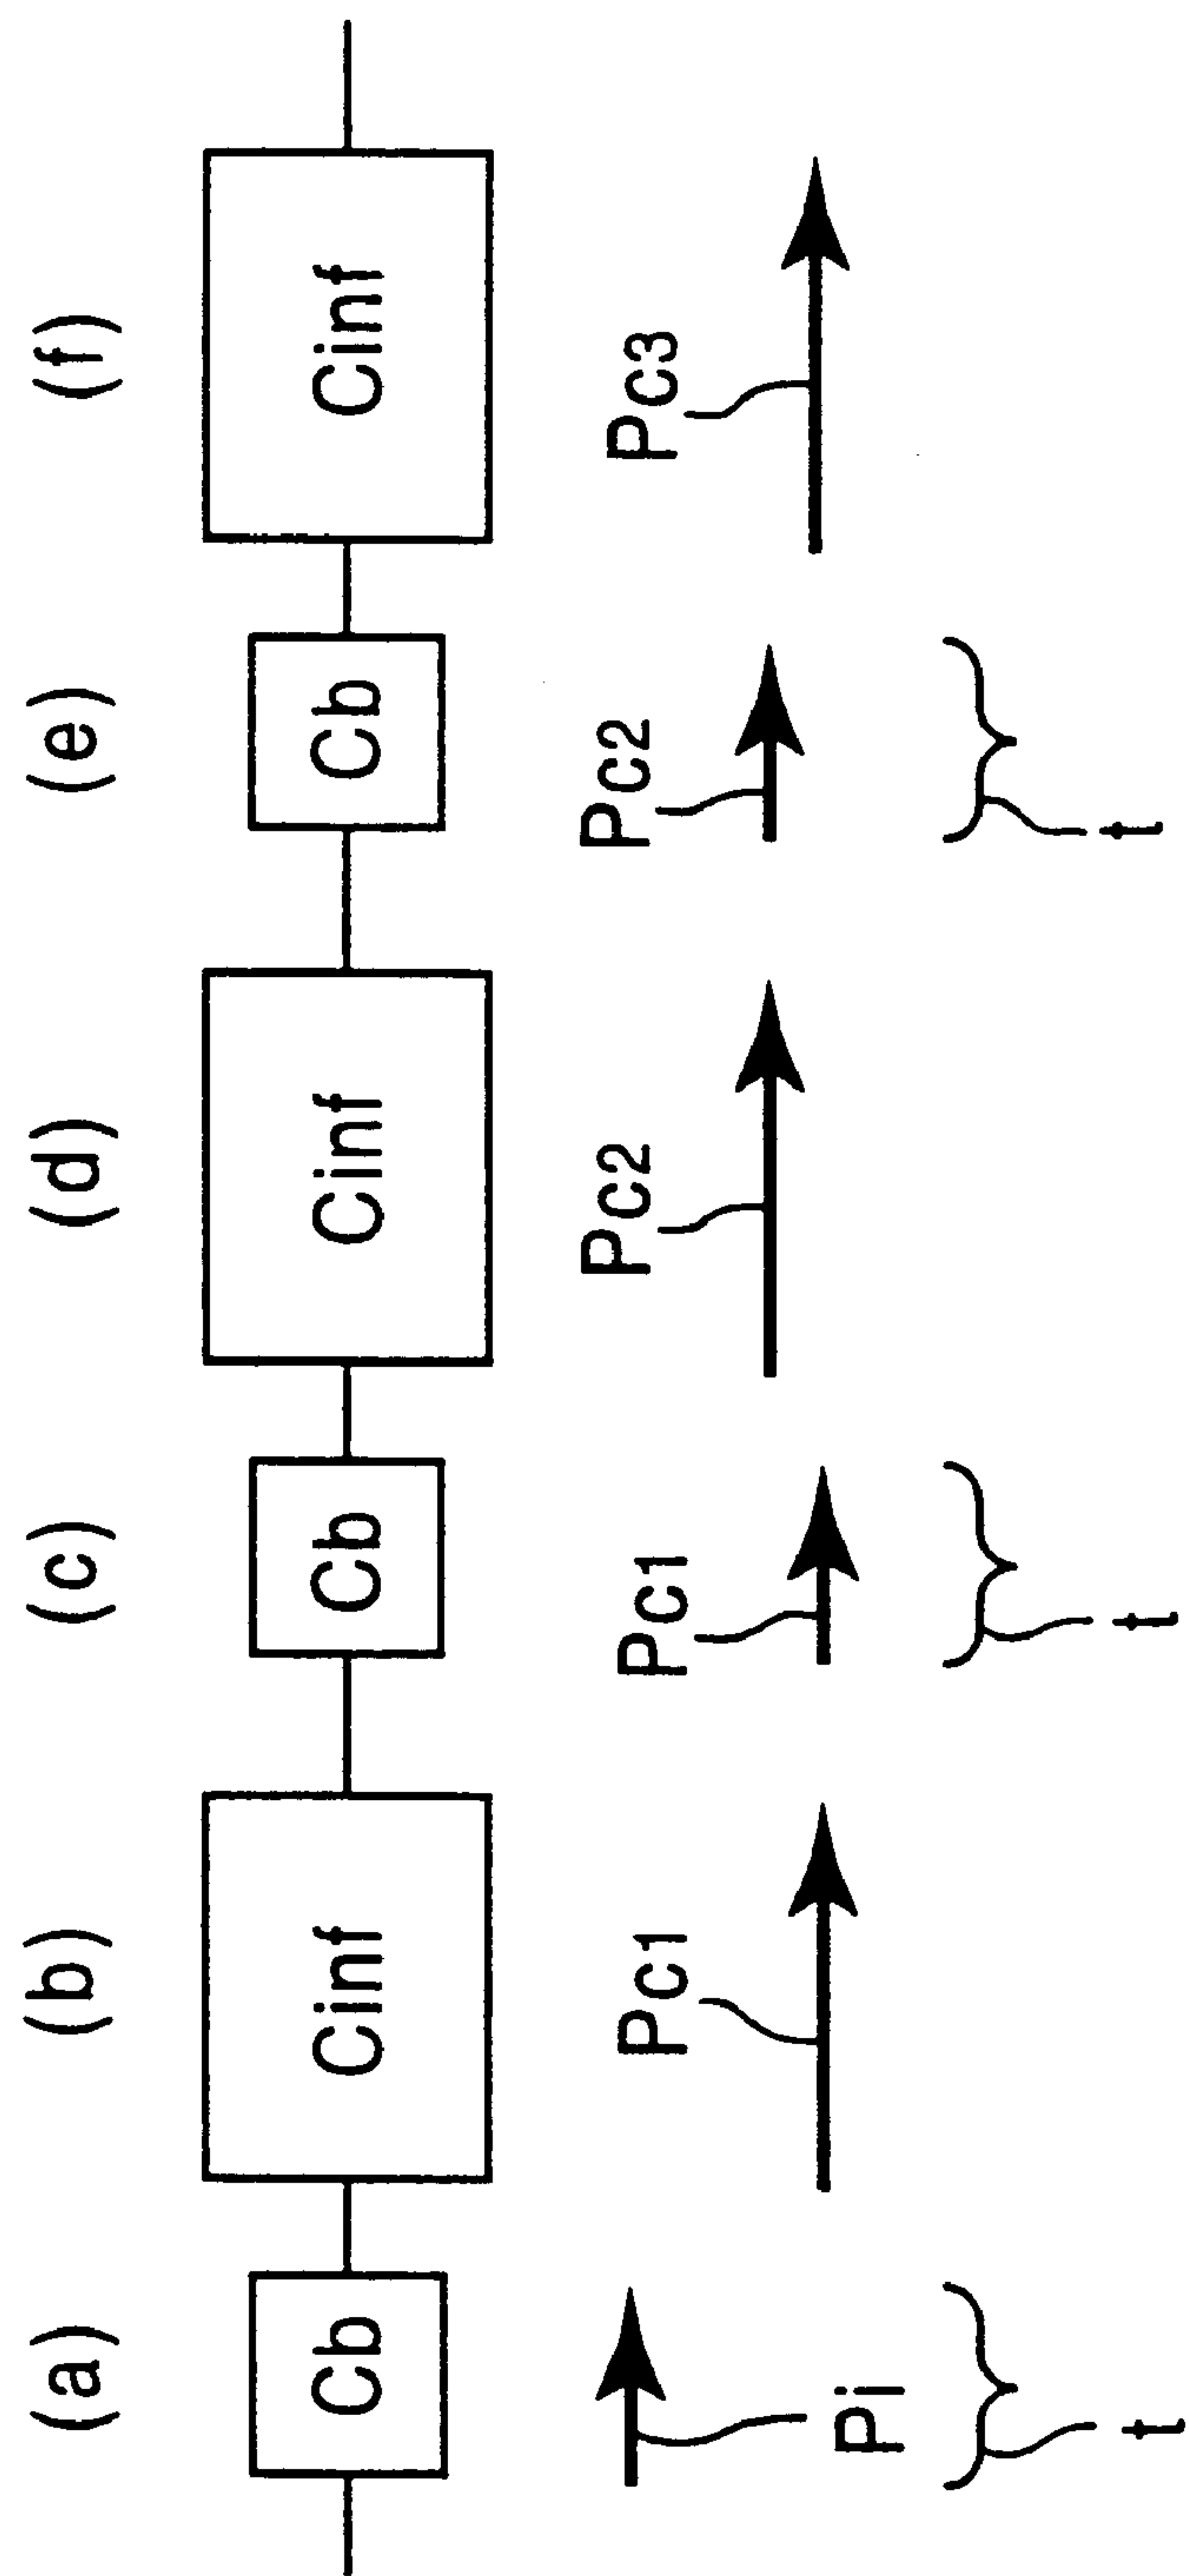 (a) (b) (c) (d) (e) (f)
Cb Cinf Cb Cinf Cb Cinf
Pi Pc1 Pc1 Pc2 Pc2 Pc3
t t t